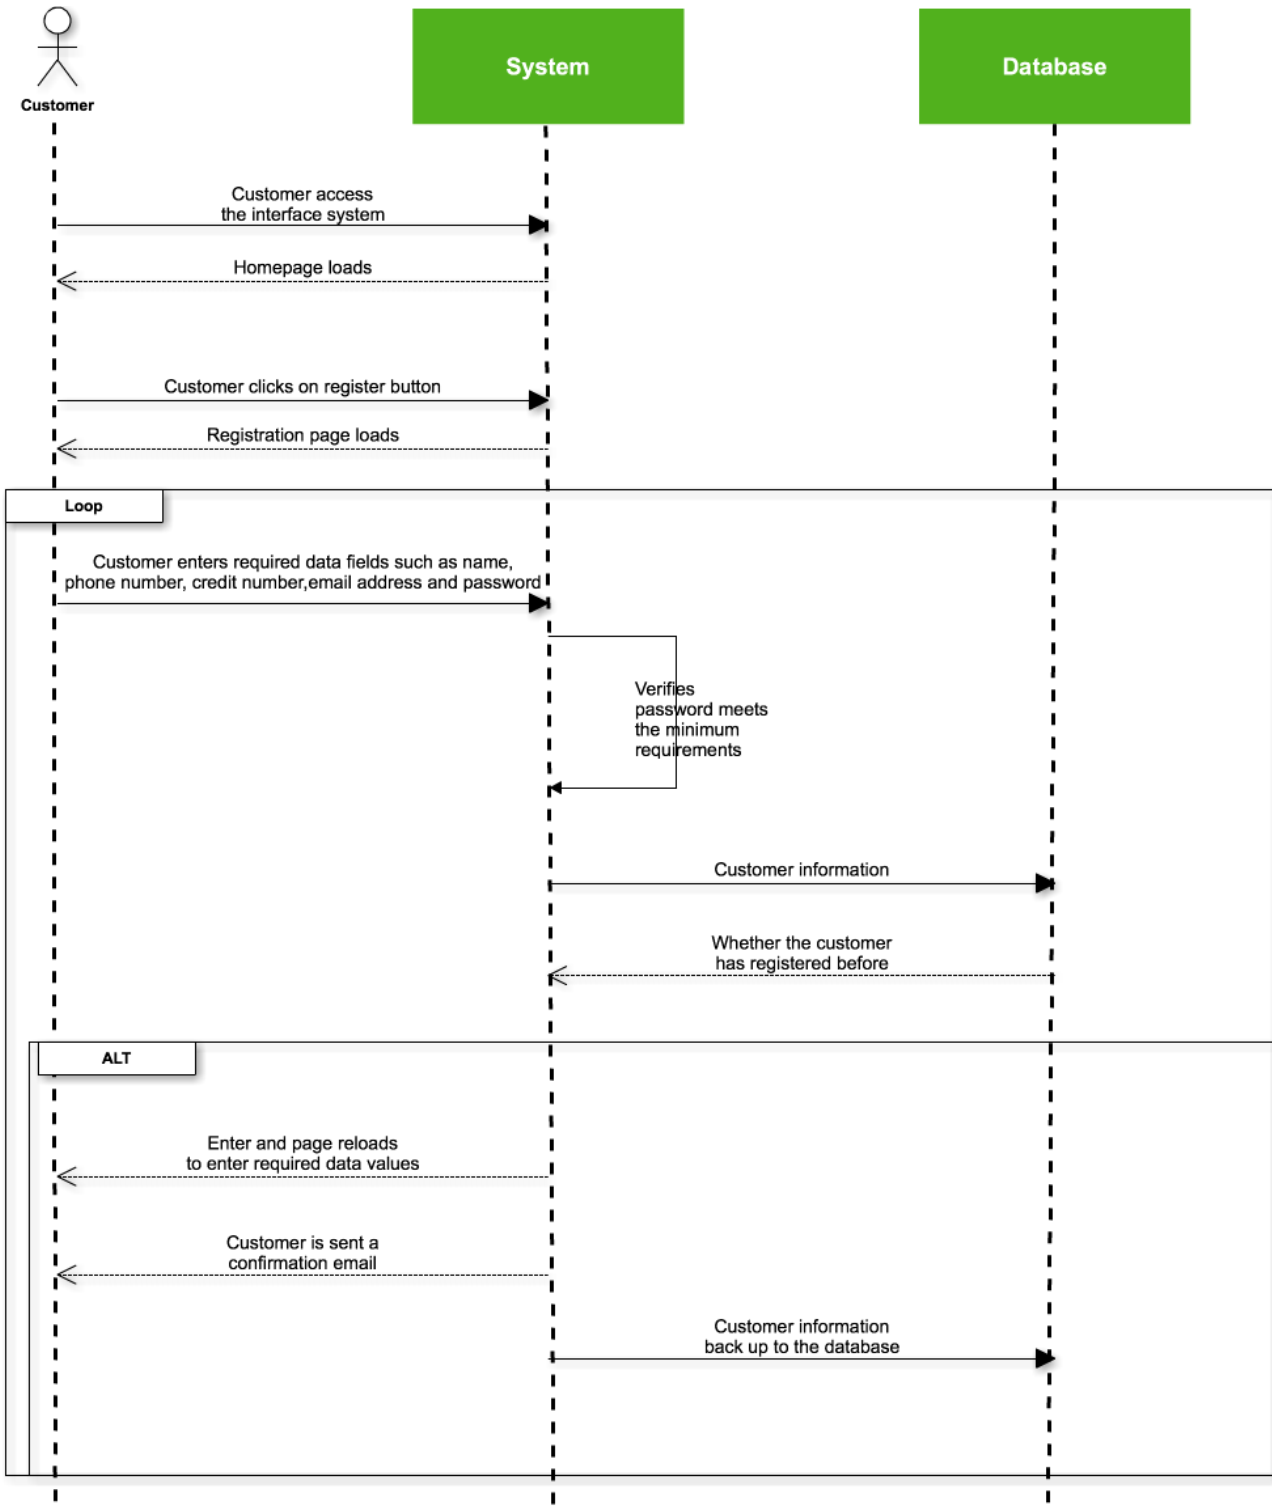 Customer
System
Database
Customer access
the interface system
Homepage loads
Customer clicks on register button
Registration page loads
Loop
Customer enters required data fields such as name,
phone number, credit number,email address and password
Verifies
password meets
the minimum
requirements
Customer information
Whether the customer
has registered before
ALT
Enter and page reloads
to enter required data values
Customer is sent a
confirmation email
Customer information
back up to the database